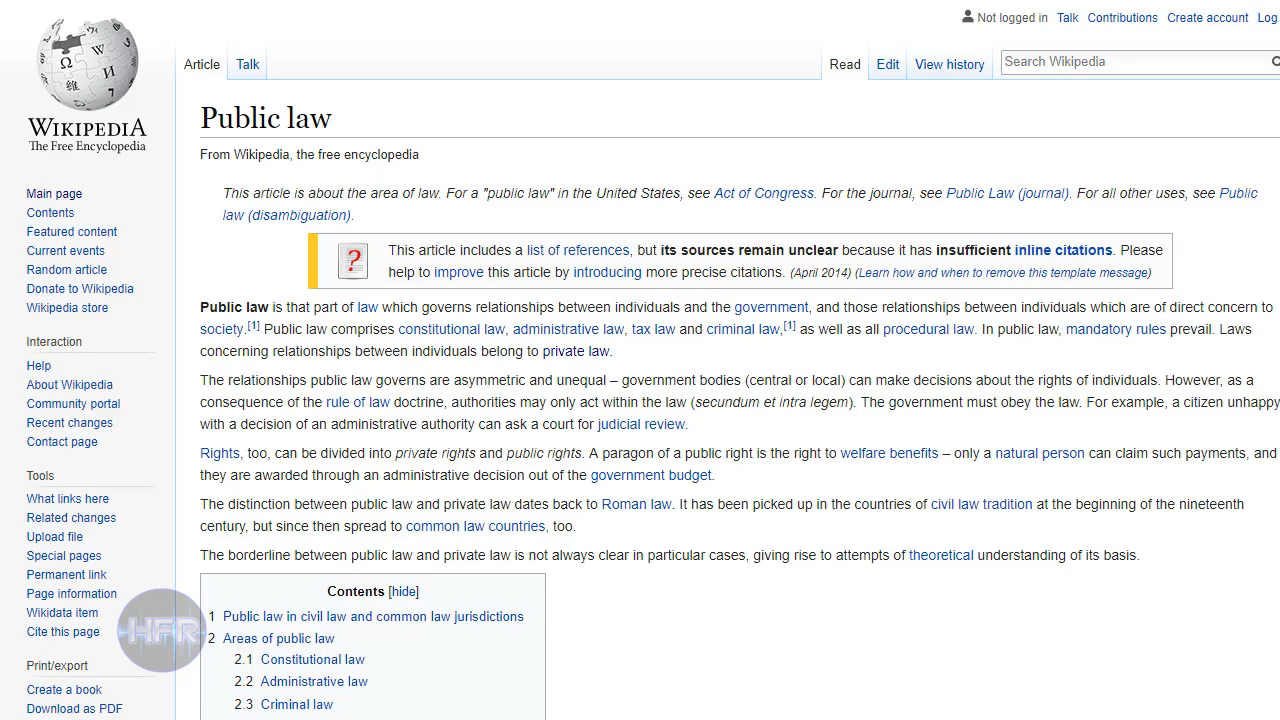 Not logged in Talk Contributions Create account Log
Article Talk Read Edit View history Search Wikipedia
WIKIPEDIA
The Free Encyclopedia
Main page
Contents
Featured content
Current events
Random article
Donate to Wikipedia
Wikipedia store
Interaction
Help
About Wikipedia
Community portal
Recent changes
Contact page
Tools
What links here
Related changes
Upload file
Special pages
Permanent link
Page information
Wikidata item
Cite this page
Print/export
Create a book
Download as PDF
HFR
Public law
From Wikipedia, the free encyclopedia
This article is about the area of law. For a "public law" in the United States, see Act of Congress. For the journal, see Public Law (journal). For all other uses, see Public
law (disambiguation).
This article includes a list of references, but its sources remain unclear because it has insufficient inline citations. Please
help to improve this article by introducing more precise citations. (April 2014) (Learn how and when to remove this template message)
Public law is that part of law which governs relationships between individuals and the government, and those relationships between individuals which are of direct concern to
society.[1] Public law comprises constitutional law, administrative law, tax law and criminal law,[1] as well as all procedural law. In public law, mandatory rules prevail. Laws
concerning relationships between individuals belong to private law.
The relationships public law governs are asymmetric and unequal – government bodies (central or local) can make decisions about the rights of individuals. However, as a
consequence of the rule of law doctrine, authorities may only act within the law (secundum et intra legem). The government must obey the law. For example, a citizen unhappy
with a decision of an administrative authority can ask a court for judicial review.
Rights, too, can be divided into private rights and public rights. A paragon of a public right is the right to welfare benefits – only a natural person can claim such payments, and
they are awarded through an administrative decision out of the government budget.
The distinction between public law and private law dates back to Roman law. It has been picked up in the countries of civil law tradition at the beginning of the nineteenth
century, but since then spread to common law countries, too.
The borderline between public law and private law is not always clear in particular cases, giving rise to attempts of theoretical understanding of its basis.
Contents [hide]
1 Public law in civil law and common law jurisdictions
2 Areas of public law
2.1 Constitutional law
2.2 Administrative law
2.3 Criminal law